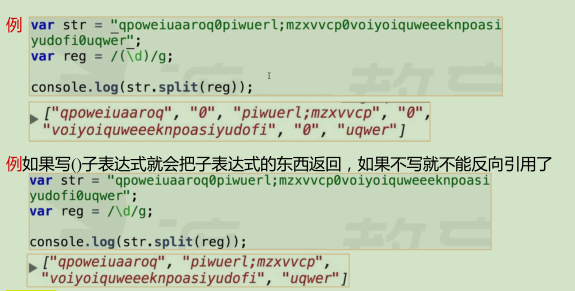 例 var str = "qpoweiuaaroq0piwuerl;mzxvvcp0voiyoiquweeeknpoasi
yudofi0uqwer";
var reg = /(\d)/g;
console.log(str.split(reg));
["qpoweiuaaroq", "0", "piwuerl;mzxvvcp", "0",
"voiyoiquweeeknpoasiyudofi", "0", "uqwer"]
例如果写()子表达式就会把子表达式的东西返回，如果不写就不能反向引用了
var str = "qpoweiuaaroq0piwuerl;mzxvvcp0voiyoiquweeeknpoasi
yudofi0uqwer";
var reg = /\d/g;
console.log(str.split(reg));
["qpoweiuaaroq", "piwuerl;mzxvvcp",
"voiyoiquweeeknpoasiyudofi", "uqwer"]